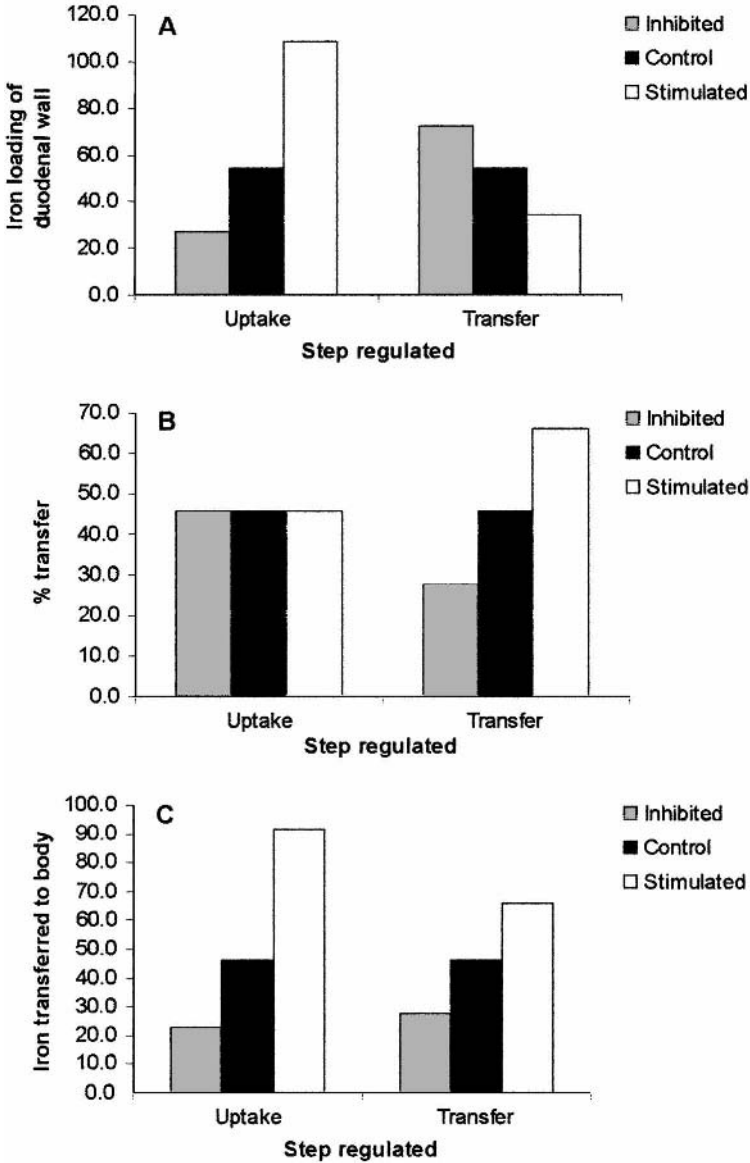 A
Iron loading of
duodenal wall
120.0
100.0
80.0
60.0
40.0
20.0
0.0
Uptake Transfer
Step regulated
Inhibited
Control
Stimulated
B
% transfer
70.0
60.0
50.0
40.0
30.0
20.0
10.0
0.0
Uptake Transfer
Step regulated
Inhibited
Control
Stimulated
C
Iron transferred to body
100.0
90.0
80.0
70.0
60.0
50.0
40.0
30.0
20.0
10.0
0.0
Uptake Transfer
Step regulated
Inhibited
Control
Stimulated